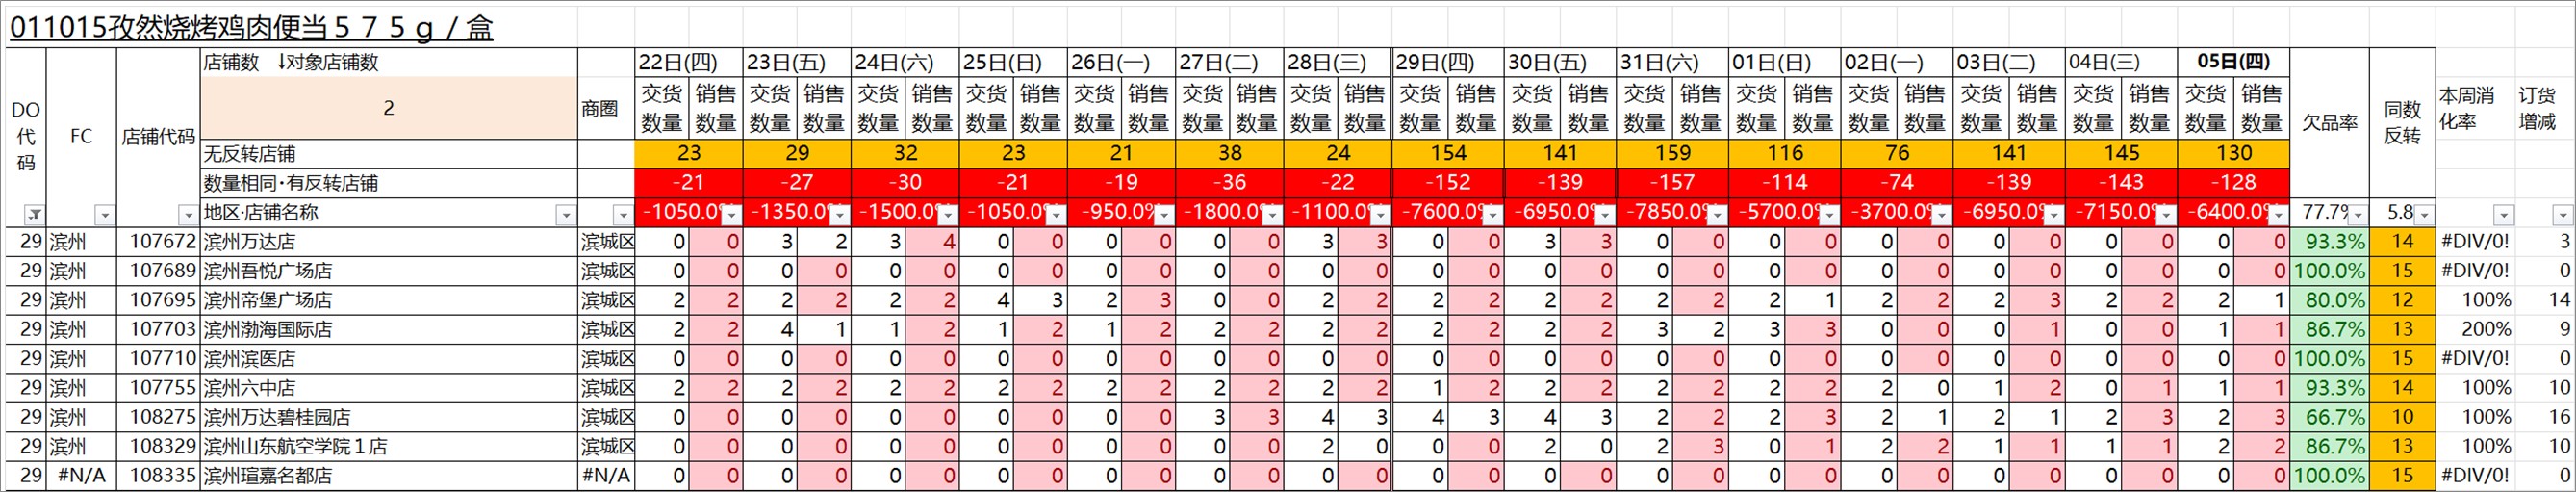 011015孜然烧烤鸡肉便当５７５ｇ／盒
DO代码 FC 店铺代码 店铺数 ↓对象店铺数 商圈 22日(四) 23日(五) 24日(六) 25日(日) 26日(一) 27日(二) 28日(三) 29日(四) 30日(五) 31日(六) 01日(日) 02日(一) 03日(二) 04日(三) 05日(四) 欠品率 同数反转 本周消化率 订货增减
2 交货数量 销售数量 交货数量 销售数量 交货数量 销售数量 交货数量 销售数量 交货数量 销售数量 交货数量 销售数量 交货数量 销售数量 交货数量 销售数量 交货数量 销售数量 交货数量 销售数量 交货数量 销售数量 交货数量 销售数量 交货数量 销售数量 交货数量 销售数量 交货数量 销售数量
无反转店铺 23 29 32 23 21 38 24 154 141 159 116 76 141 145 130
数量相同·有反转店铺 -21 -27 -30 -21 -19 -36 -22 -152 -139 -157 -114 -74 -139 -143 -128
地区·店铺名称 -1050.0% -1350.0% -1500.0% -1050.0% -950.0% -1800.0% -1100.0% -7600.0% -6950.0% -7850.0% -5700.0% -3700.0% -6950.0% -7150.0% -6400.0% 77.7% 5.8
29 滨州 107672 滨州万达店 滨城区 0 0 3 2 3 4 0 0 0 0 0 0 3 3 0 0 3 3 0 0 0 0 0 0 0 0 0 0 0 0 93.3% 14 #DIV/0! 3
29 滨州 107689 滨州吾悦广场店 滨城区 0 0 0 0 0 0 0 0 0 0 0 0 0 0 0 0 0 0 0 0 0 0 0 0 0 0 0 0 0 0 100.0% 15 #DIV/0! 0
29 滨州 107695 滨州帝堡广场店 滨城区 2 2 2 2 2 2 4 3 2 3 0 0 2 2 2 2 2 2 2 2 2 1 2 2 2 3 2 2 2 1 80.0% 12 100% 14
29 滨州 107703 滨州渤海国际店 滨城区 2 2 4 1 1 2 1 2 1 2 2 2 2 2 2 2 2 2 3 2 3 3 0 0 0 1 0 0 1 1 86.7% 13 200% 9
29 滨州 107710 滨州滨医店 滨城区 0 0 0 0 0 0 0 0 0 0 0 0 0 0 0 0 0 0 0 0 0 0 0 0 0 0 0 0 0 0 100.0% 15 #DIV/0! 0
29 滨州 107755 滨州六中店 滨城区 2 2 2 2 2 2 2 2 2 2 2 2 2 2 1 2 2 2 2 2 2 2 2 0 1 2 0 1 1 1 93.3% 14 100% 10
29 滨州 108275 滨州万达碧桂园店 滨城区 0 0 0 0 0 0 0 0 0 0 3 3 4 3 4 3 4 3 2 2 2 3 2 1 2 1 2 3 2 3 66.7% 10 100% 16
29 滨州 108329 滨州山东航空学院１店 滨城区 0 0 0 0 0 0 0 0 0 0 0 0 2 0 0 0 2 0 2 3 0 1 2 2 1 1 1 1 2 2 86.7% 13 100% 10
29 #N/A 108335 滨州瑄嘉名都店 #N/A 0 0 0 0 0 0 0 0 0 0 0 0 0 0 0 0 0 0 0 0 0 0 0 0 0 0 0 0 0 0 100.0% 15 #DIV/0! 0